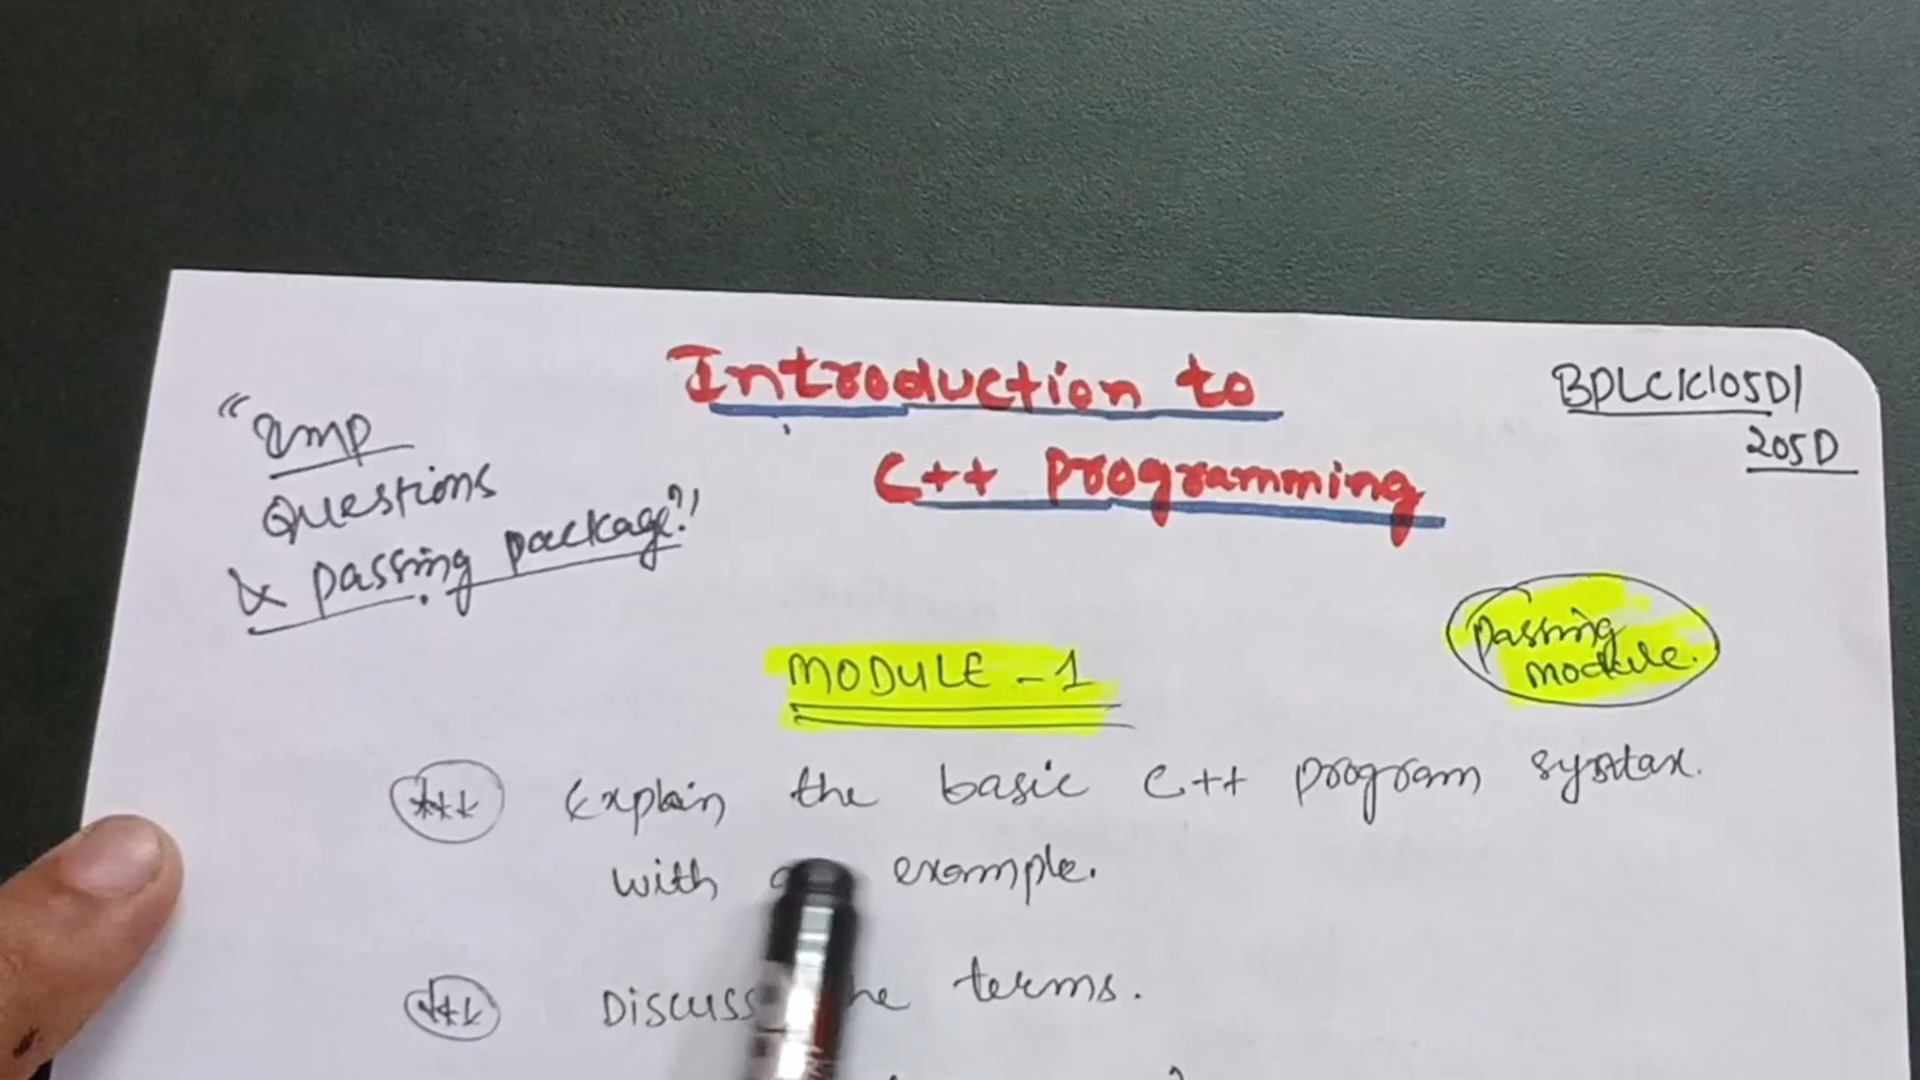 Introduction to
C++ programming
BPLCK105D/
205D
"Imp
Questions
& passing package"
passing
module.
MODULE - 1
*** Explain the basic C++ program syntax.
with example.
*** Discuss the terms.